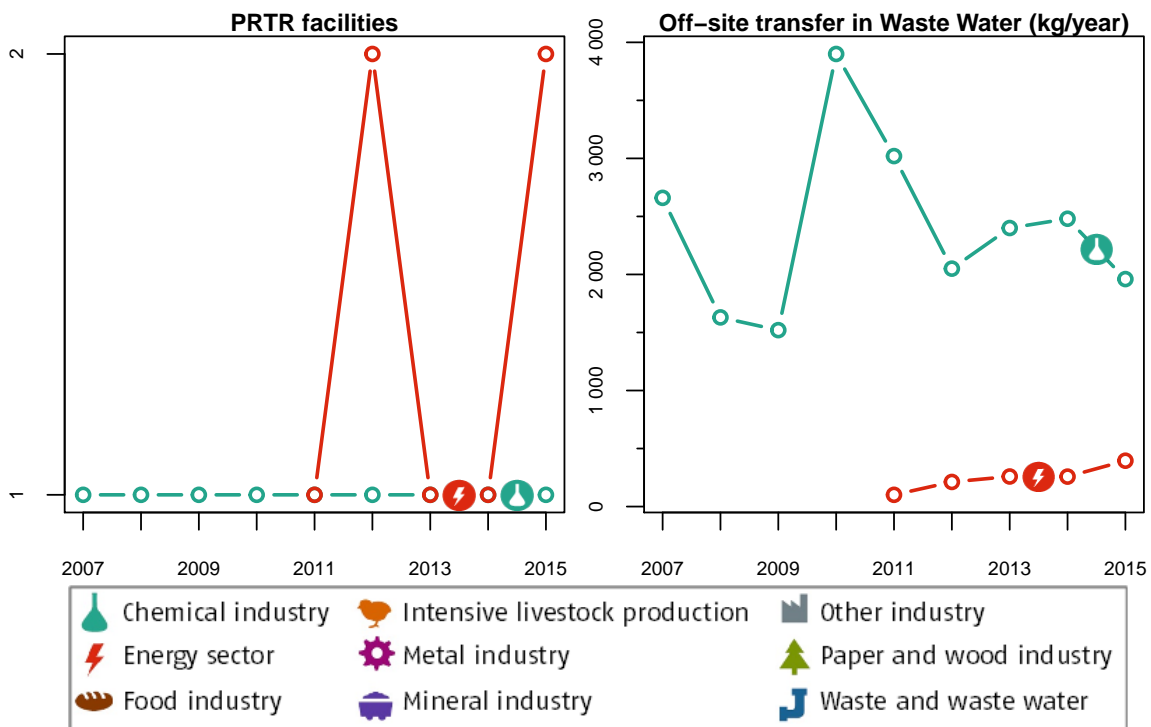 PRTR facilities
2
1
2007 2009 2011 2013 2015
Off−site transfer in Waste Water (kg/year)
4 000
3 000
2 000
1 000
0
2007 2009 2011 2013 2015
Chemical industry Intensive livestock production Other industry
Energy sector Metal industry Paper and wood industry
Food industry Mineral industry Waste and waste water